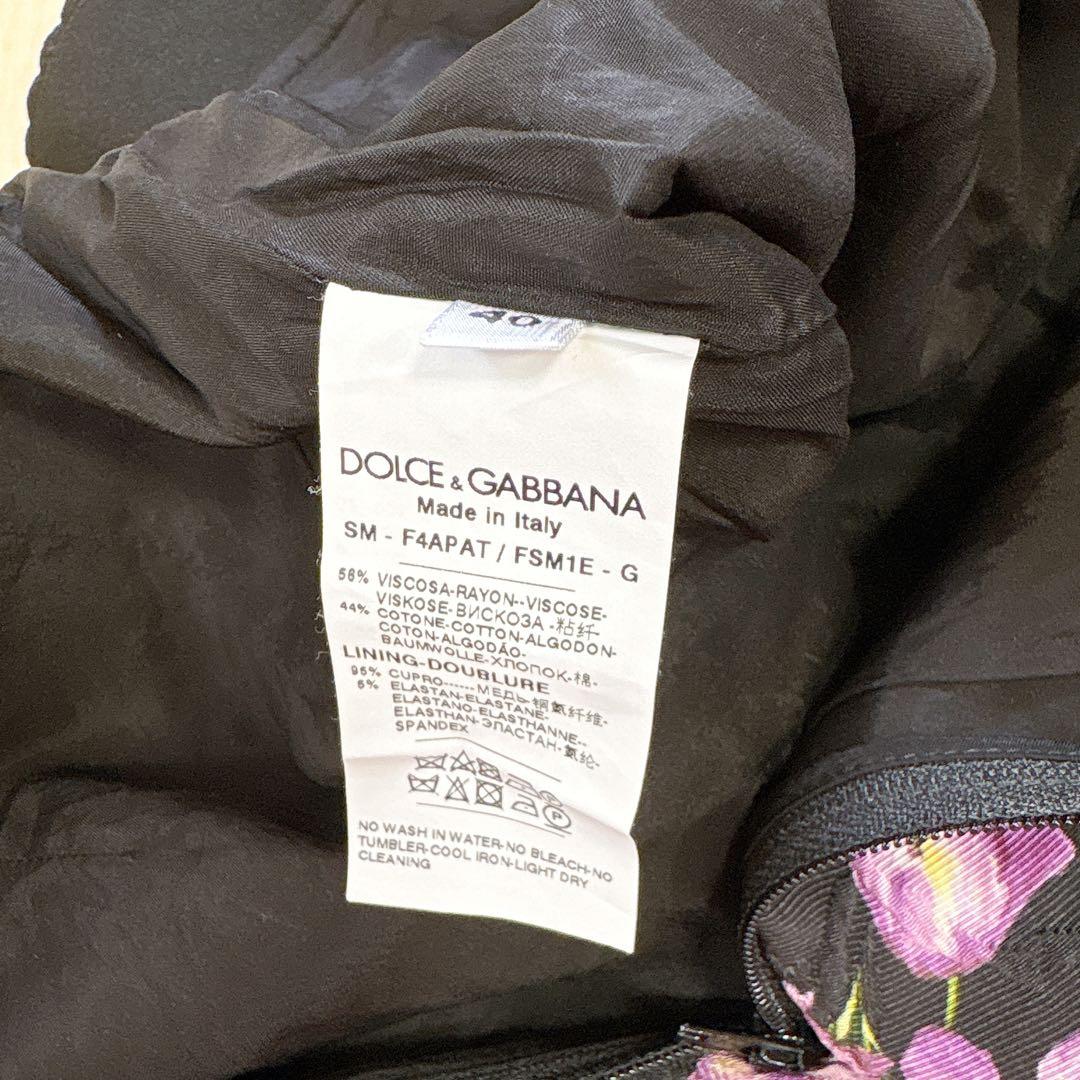 40
DOLCE & GABBANA
Made in Italy
SM - F4APAT / FSM1E - G
56% VISCOSA-RAYON--VISCOSE-
VISKOSE-ВИСКОЗА-粘纤
44% COTONE-COTTON-ALGODON-
COTON-ALGODÃO-
BAUMWOLLE-ХЛОПОК-棉-
LINING-DOUBLURE
95% CUPRO------МЕДЬ-铜氨纤维-
5% ELASTAN-ELASTANE-
ELASTANO-ELASTHANNE--
ELASTHAN-ЭЛАСТАН-氨纶-
SPANDEX
P
NO WASH IN WATER-NO BLEACH-NO
TUMBLER-COOL IRON-LIGHT DRY
CLEANING